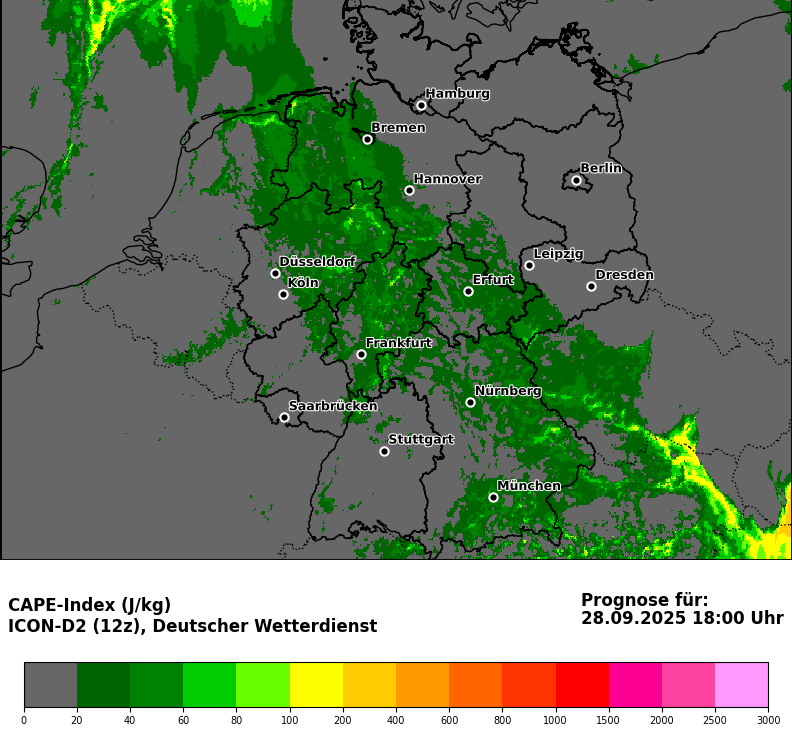 Hamburg
Bremen
Berlin
Hannover
Leipzig
Düsseldorf
Dresden
Erfurt
Köln
Frankfurt
Nürnberg
Saarbrücken
Stuttgart
München
CAPE-Index (J/kg)
ICON-D2 (12z), Deutscher Wetterdienst
Prognose für:
28.09.2025 18:00 Uhr
0 20 40 60 80 100 200 400 600 800 1000 1500 2000 2500 3000